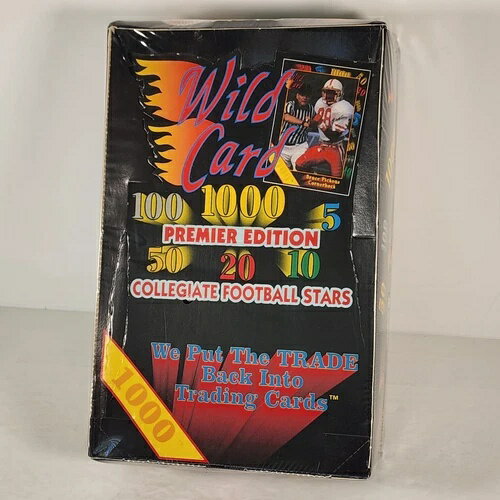 Wild
Card
Bruce Pickens
Cornerback
100 1000 5
PREMIER EDITION
50 20 10
COLLEGIATE FOOTBALL STARS
We Put The TRADE
Back Into
Trading Cards™
1000